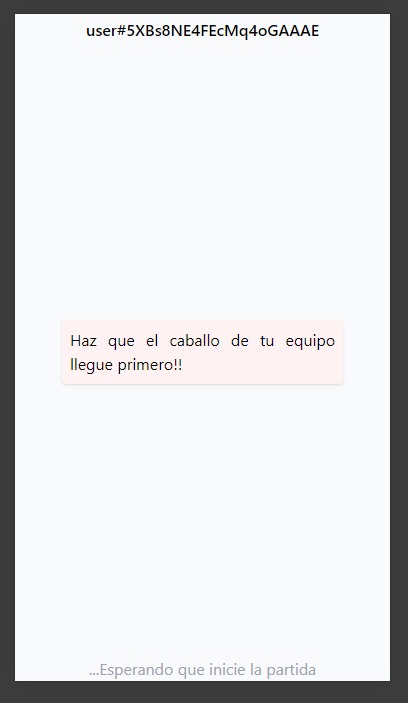 user#5XBs8NE4FEcMq4oGAAAE
Haz que el caballo de tu equipo
llegue primero!!
...Esperando que inicie la partida